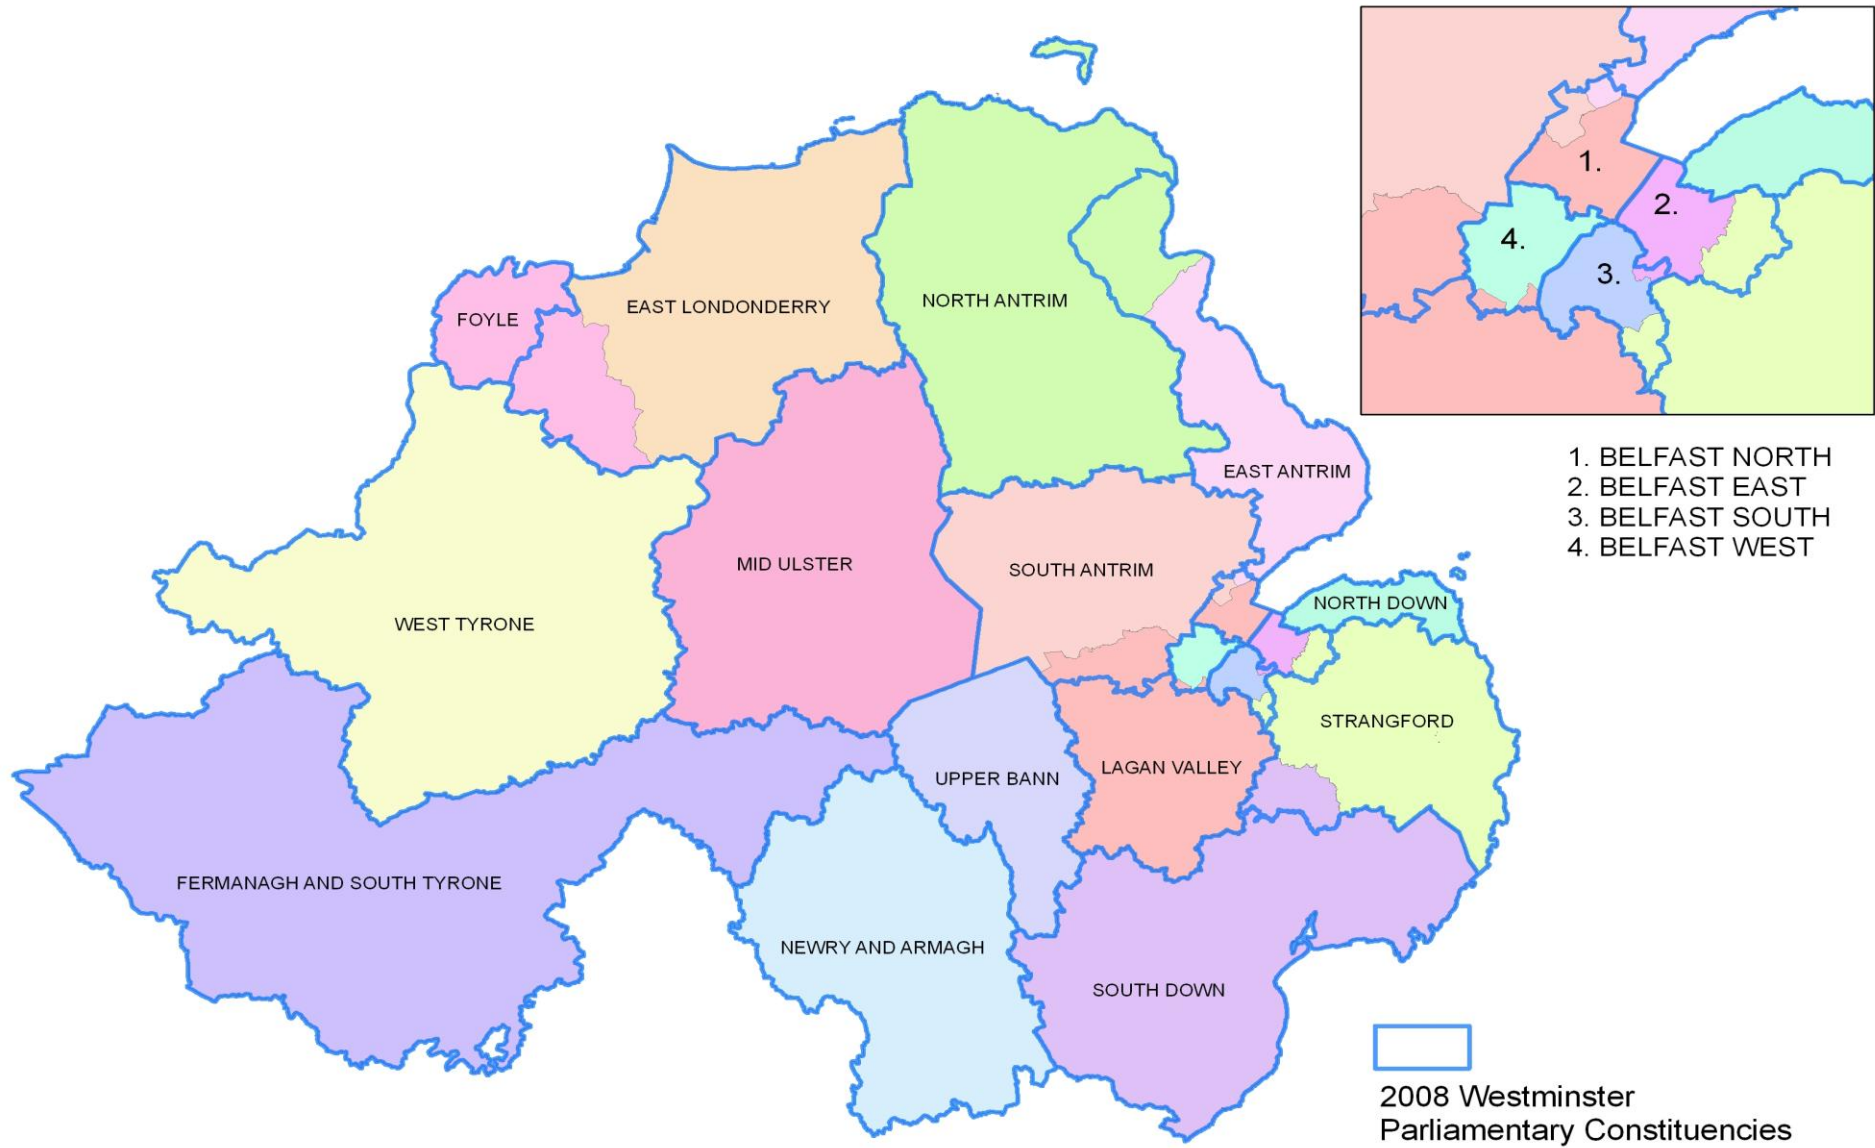 1.
2.
4.
3.
EAST LONDONDERRY
NORTH ANTRIM
FOYLE
1. BELFAST NORTH
2. BELFAST EAST
3. BELFAST SOUTH
4. BELFAST WEST
EAST ANTRIM
MID ULSTER
SOUTH ANTRIM
NORTH DOWN
WEST TYRONE
STRANGFORD
LAGAN VALLEY
UPPER BANN
FERMANAGH AND SOUTH TYRONE
NEWRY AND ARMAGH
SOUTH DOWN
2008 Westminster
Parliamentary Constituencies